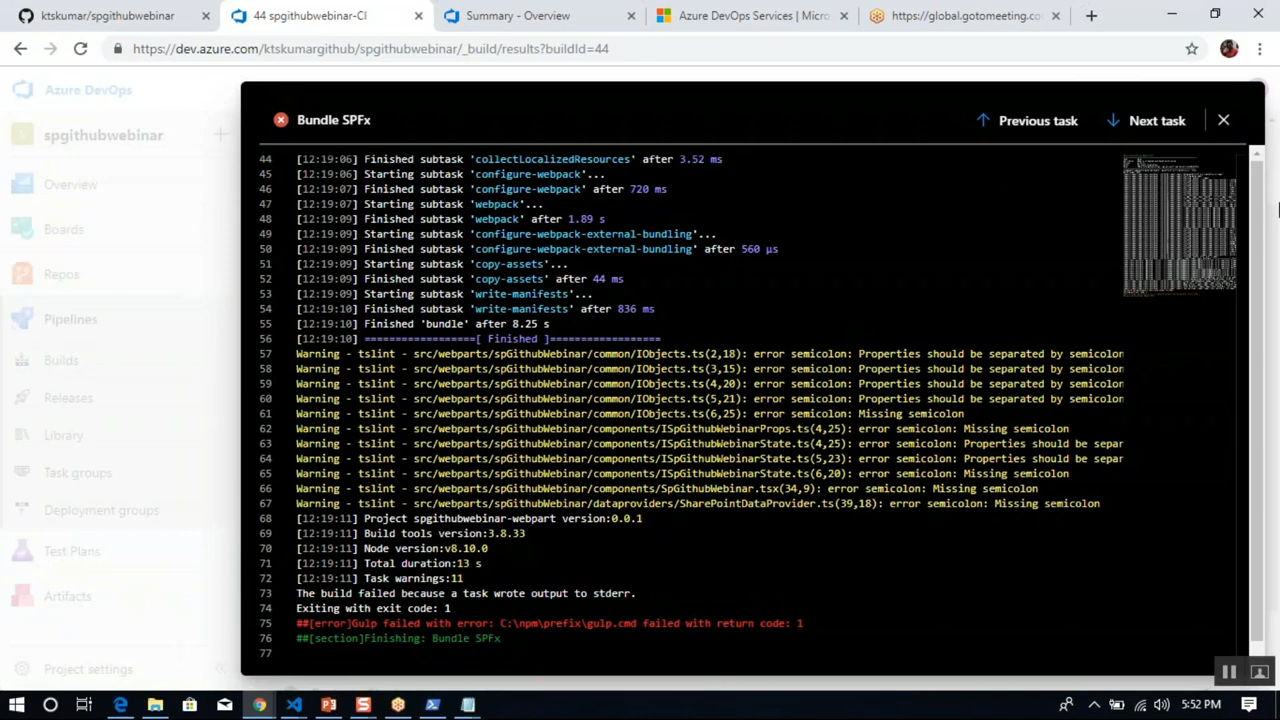 ktskumar/spgithubwebinar
44 spgithubwebinar-CI
Summary - Overview
Azure DevOps Services | Micro
https://global.gotomeeting.com
https://dev.azure.com/ktskumargithub/spgithubwebinar/_build/results?buildId=44
Azure DevOps
spgithubwebinar
Overview
Boards
Repos
Pipelines
Builds
Releases
Library
Task groups
Deployment groups
Test Plans
Artifacts
Project settings
Bundle SPFx
Previous task
Next task
44 [12:19:06] Finished subtask 'collectLocalizedResources' after 3.52 ms
45 [12:19:06] Starting subtask 'configure-webpack'...
46 [12:19:07] Finished subtask 'configure-webpack' after 720 ms
47 [12:19:07] Starting subtask 'webpack'...
48 [12:19:09] Finished subtask 'webpack' after 1.89 s
49 [12:19:09] Starting subtask 'configure-webpack-external-bundling'...
50 [12:19:09] Finished subtask 'configure-webpack-external-bundling' after 560 μs
51 [12:19:09] Starting subtask 'copy-assets'...
52 [12:19:09] Finished subtask 'copy-assets' after 44 ms
53 [12:19:09] Starting subtask 'write-manifests'...
54 [12:19:10] Finished subtask 'write-manifests' after 836 ms
55 [12:19:10] Finished 'bundle' after 8.25 s
56 [12:19:10] ==================[ Finished ]==================
57 Warning - tslint - src/webparts/spGithubWebinar/common/IObjects.ts(2,18): error semicolon: Properties should be separated by semicolon
58 Warning - tslint - src/webparts/spGithubWebinar/common/IObjects.ts(3,15): error semicolon: Properties should be separated by semicolon
59 Warning - tslint - src/webparts/spGithubWebinar/common/IObjects.ts(4,20): error semicolon: Properties should be separated by semicolon
60 Warning - tslint - src/webparts/spGithubWebinar/common/IObjects.ts(5,21): error semicolon: Properties should be separated by semicolon
61 Warning - tslint - src/webparts/spGithubWebinar/common/IObjects.ts(6,25): error semicolon: Missing semicolon
62 Warning - tslint - src/webparts/spGithubWebinar/components/ISpGithubWebinarProps.ts(4,25): error semicolon: Missing semicolon
63 Warning - tslint - src/webparts/spGithubWebinar/components/ISpGithubWebinarState.ts(4,25): error semicolon: Properties should be separ
64 Warning - tslint - src/webparts/spGithubWebinar/components/ISpGithubWebinarState.ts(5,23): error semicolon: Properties should be separ
65 Warning - tslint - src/webparts/spGithubWebinar/components/ISpGithubWebinarState.ts(6,20): error semicolon: Missing semicolon
66 Warning - tslint - src/webparts/spGithubWebinar/components/SpGithubWebinar.tsx(34,9): error semicolon: Missing semicolon
67 Warning - tslint - src/webparts/spGithubWebinar/dataproviders/SharePointDataProvider.ts(39,18): error semicolon: Missing semicolon
68 [12:19:11] Project spgithubwebinar-webpart version:0.0.1
69 [12:19:11] Build tools version:3.8.33
70 [12:19:11] Node version:v8.10.0
71 [12:19:11] Total duration:13 s
72 [12:19:11] Task warnings:11
73 The build failed because a task wrote output to stderr.
74 Exiting with exit code: 1
75 ##[error]Gulp failed with error: C:\npm\prefix\gulp.cmd failed with return code: 1
76 ##[section]Finishing: Bundle SPFx
77
5:52 PM